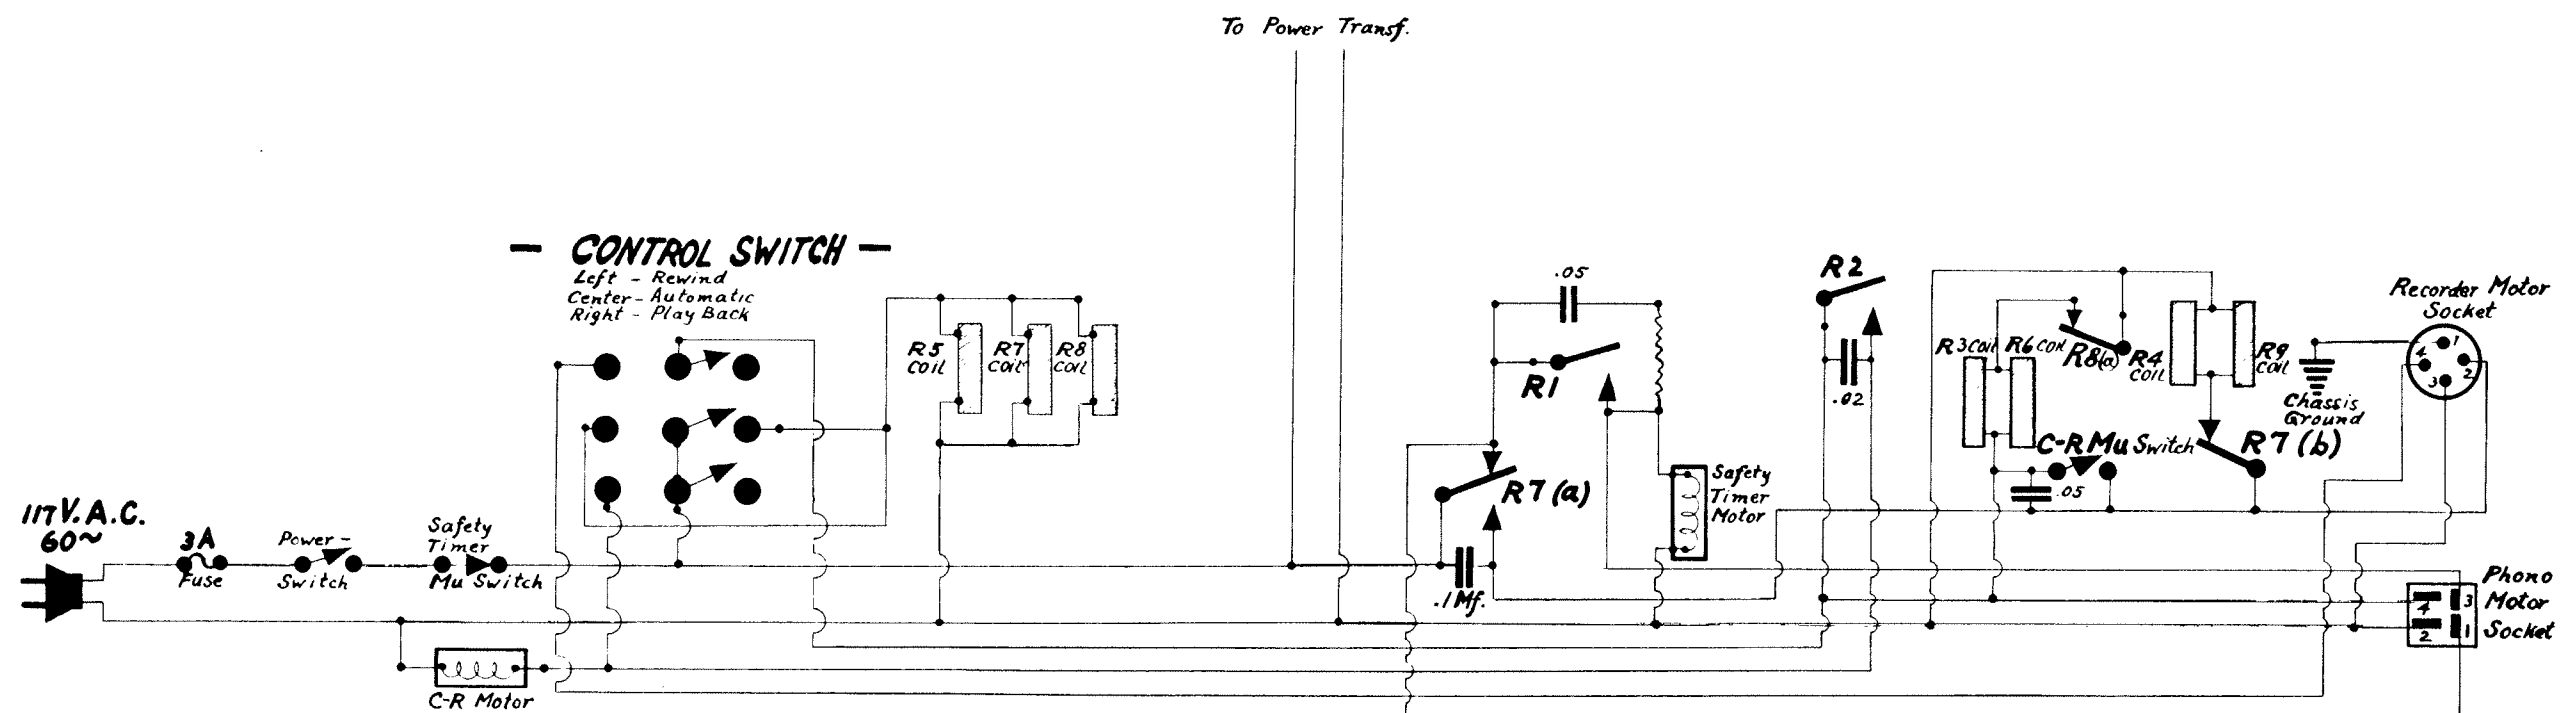 To Power Transf.
- CONTROL SWITCH -
Left - Rewind
Center - Automatic
Right - Play Back
R5
COIL
R7
COIL
R8
COIL
117 V. A. C.
60~
3A
Fuse
Power -
Switch
Safety
Timer
Mu Switch
C-R Motor
.05
R1
R7 (a)
.1 Mf.
Safety
Timer
Motor
R2
.02
R3 COIL
R6 COIL
R8(a)
R4
COIL
R9
COIL
C-R Mu Switch
.05
R7 (b)
Chassis
Ground
Recorder Motor
Socket
1
4
2
3
Phono
Motor
Socket
4
3
2
1